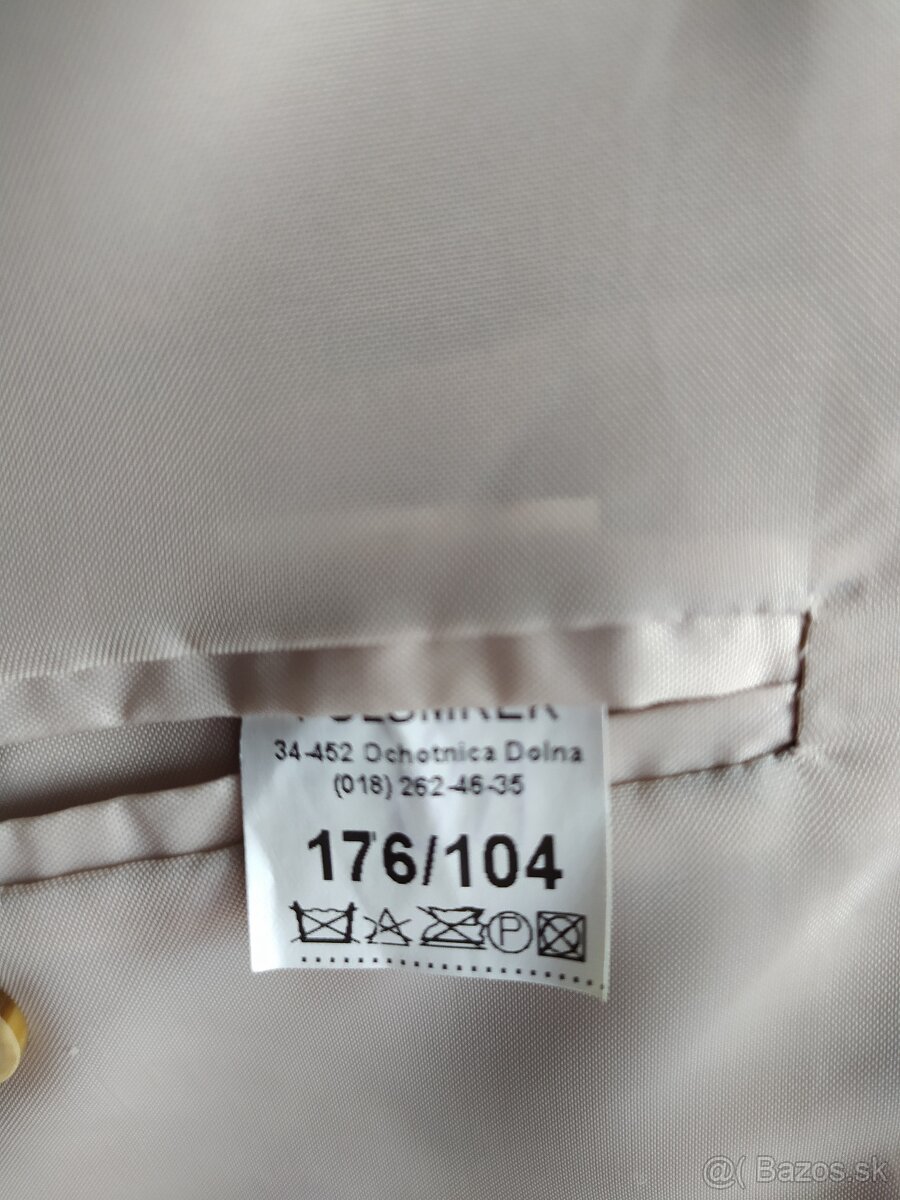 34-452 Ochotnica Dolna
(018) 262-46-35
176/104
P
@( Bazos.sk